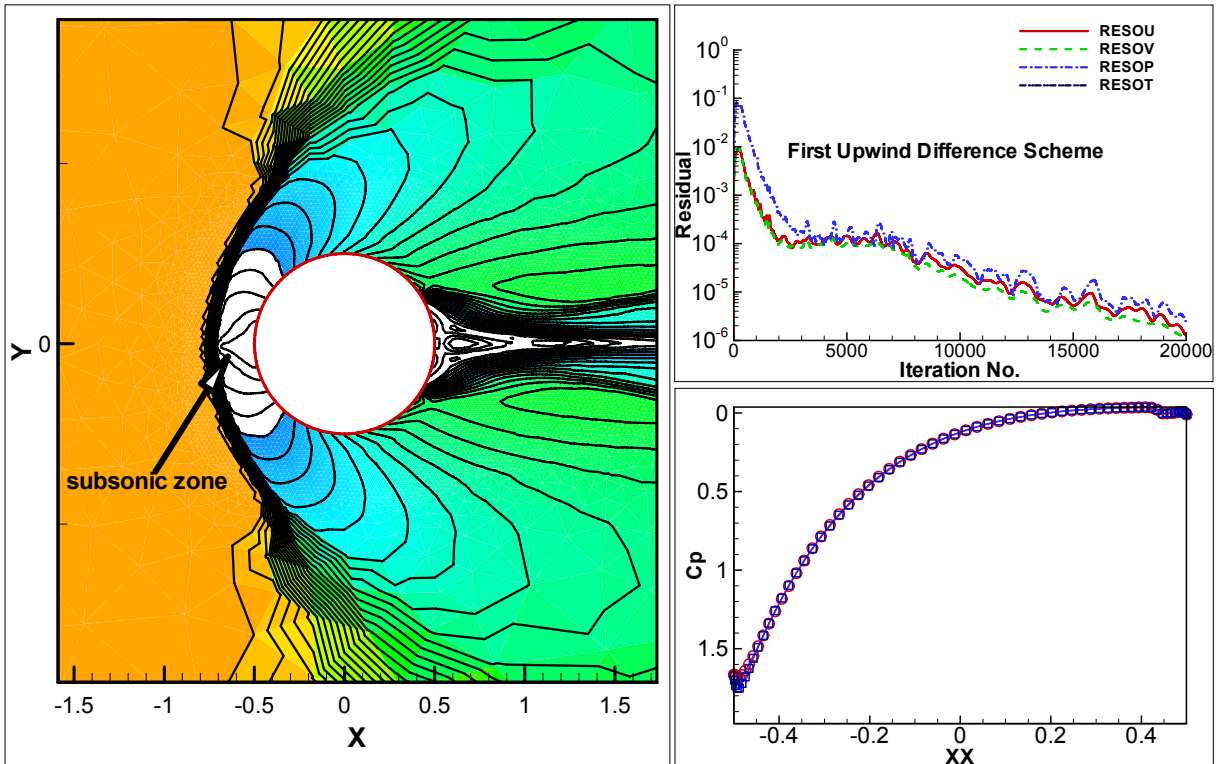 Y
0
subsonic zone
-1.5
-1
-0.5
0
0.5
1
1.5
X
RESOU
RESOV
RESOP
RESOT
First Upwind Difference Scheme
Residual
10^0
10^-1
10^-2
10^-3
10^-4
10^-5
10^-6
0
5000
10000
15000
20000
Iteration No.
Cp
0
0.5
1
1.5
-0.4
-0.2
0
0.2
0.4
XX